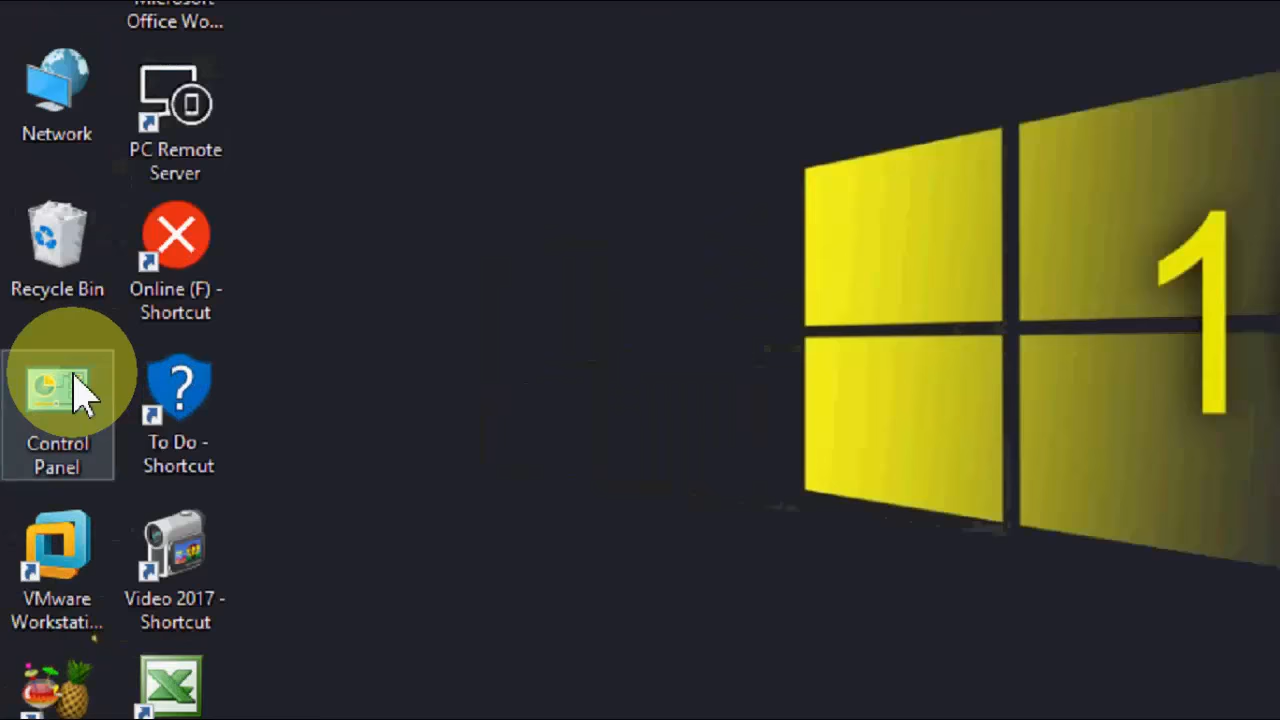 Microsoft
Office Wo...
Network
PC Remote
Server
Recycle Bin
Online (F) -
Shortcut
Control
Panel
To Do -
Shortcut
VMware
Workstati...
Video 2017 -
Shortcut
1